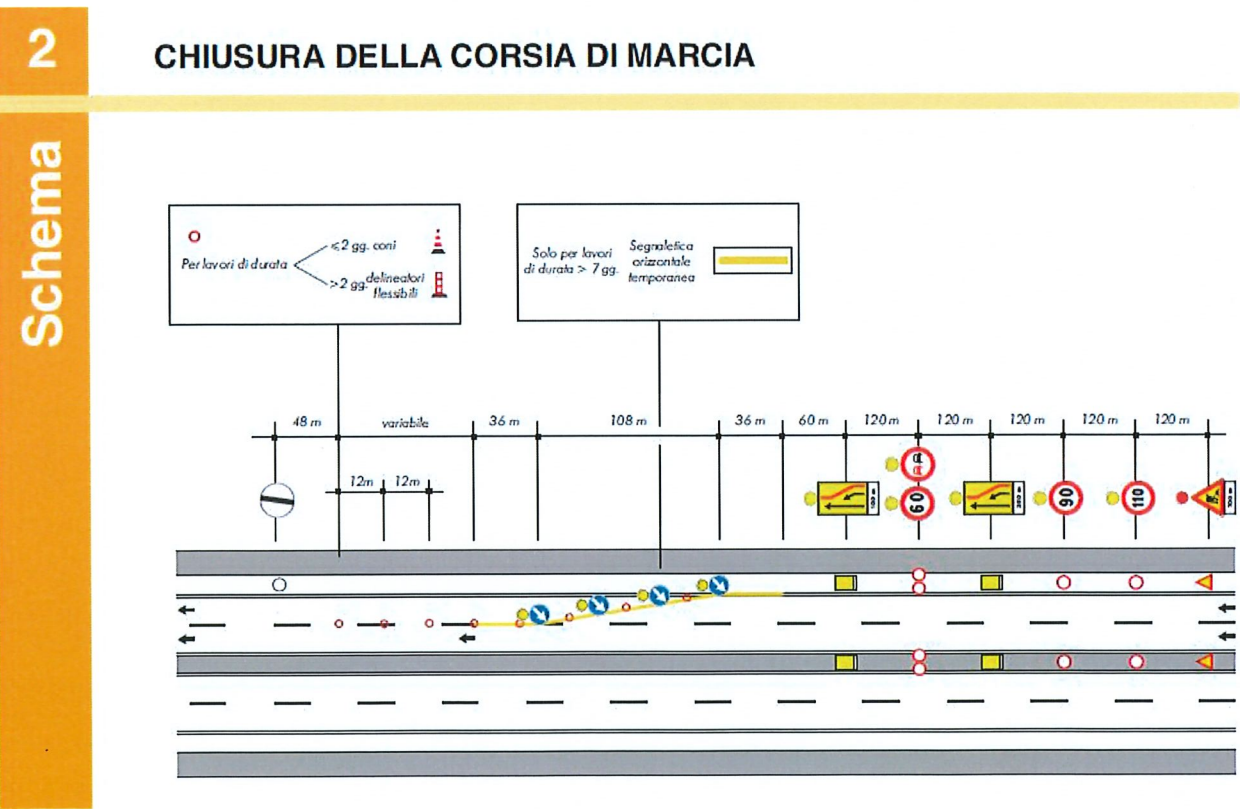 2
CHIUSURA DELLA CORSIA DI MARCIA
Schema
Per lavori di durata
⩽2 gg. coni
>2 gg. delineatori
flessibili
Solo per lavori
di durata > 7 gg.
Segnaletica
orizzontale
temporanea
48 m
variabile
36 m
108 m
36 m
60 m
120 m
120 m
120 m
120 m
120 m
12m
12m
60
90
110